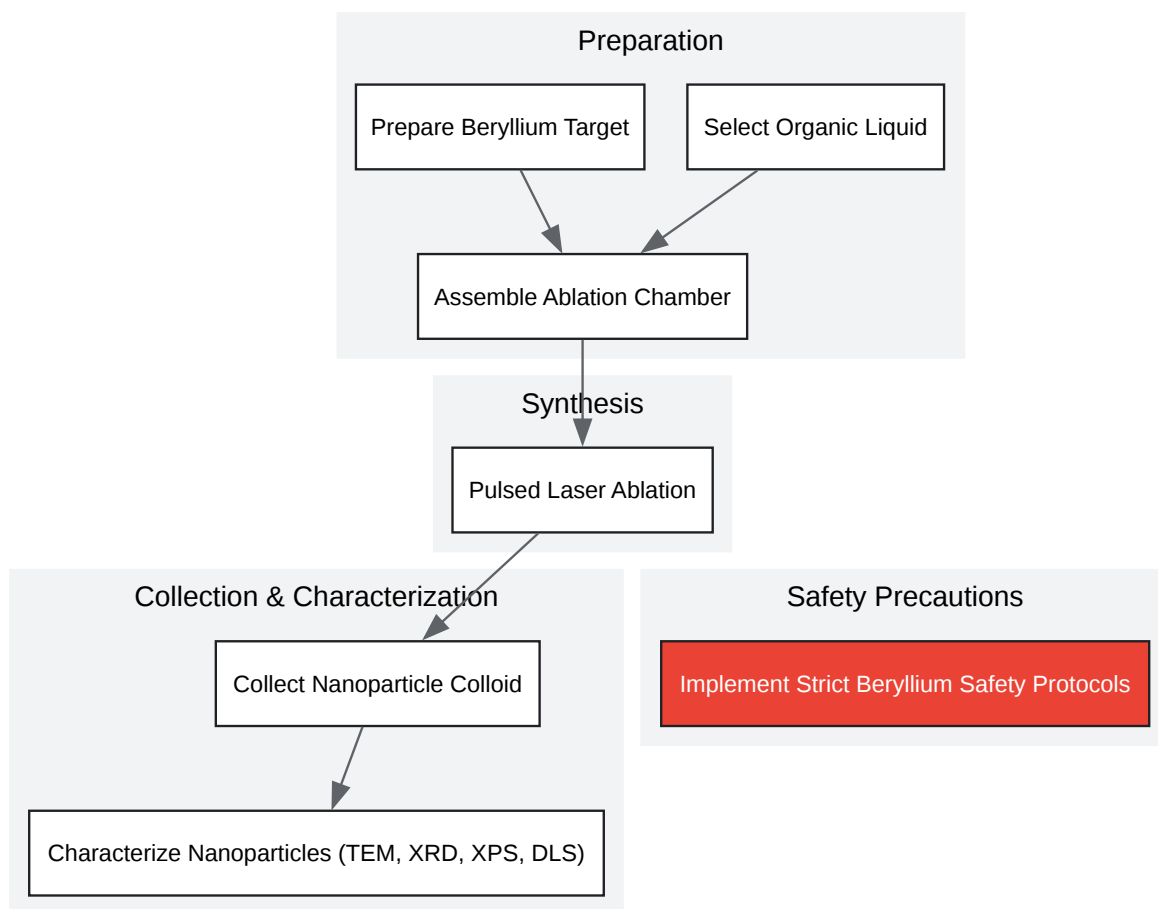 Preparation
Prepare Beryllium Target
Select Organic Liquid
Assemble Ablation Chamber
Synthesis
Pulsed Laser Ablation
Collection & Characterization
Collect Nanoparticle Colloid
Characterize Nanoparticles (TEM, XRD, XPS, DLS)
Safety Precautions
Implement Strict Beryllium Safety Protocols